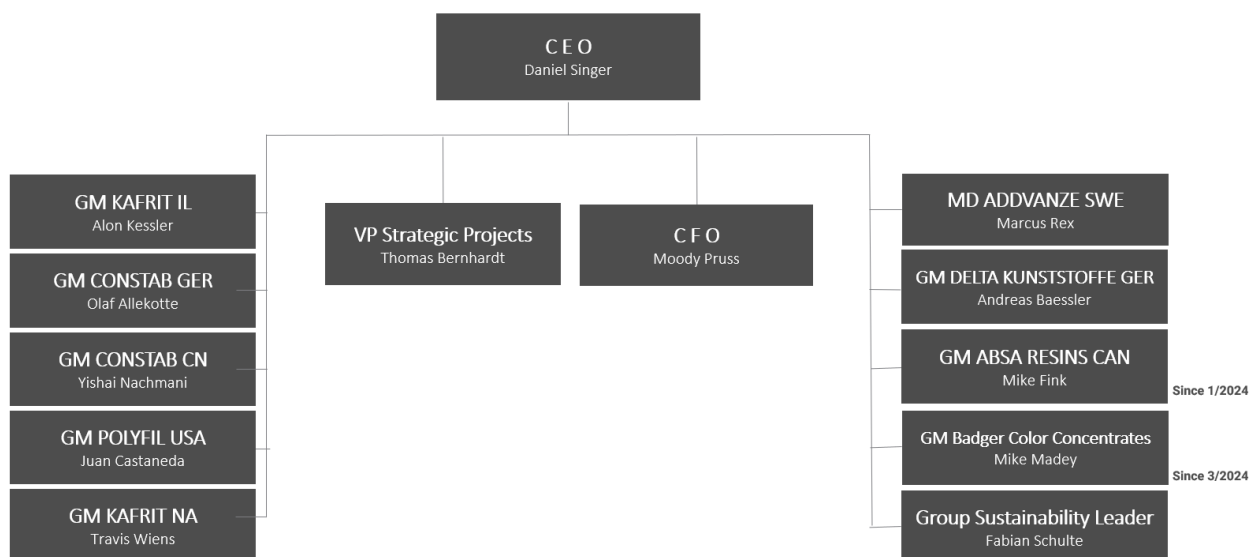 C E O
Daniel Singer
GM KAFRIT IL
Alon Kessler
GM CONSTAB GER
Olaf Allekotte
GM CONSTAB CN
Yishai Nachmani
GM POLYFIL USA
Juan Castaneda
GM KAFRIT NA
Travis Wiens
VP Strategic Projects
Thomas Bernhardt
C F O
Moody Pruss
MD ADDVANZE SWE
Marcus Rex
GM DELTA KUNSTSTOFFE GER
Andreas Baessler
GM ABSA RESINS CAN
Mike Fink
Since 1/2024
GM Badger Color Concentrates
Mike Madey
Since 3/2024
Group Sustainability Leader
Fabian Schulte